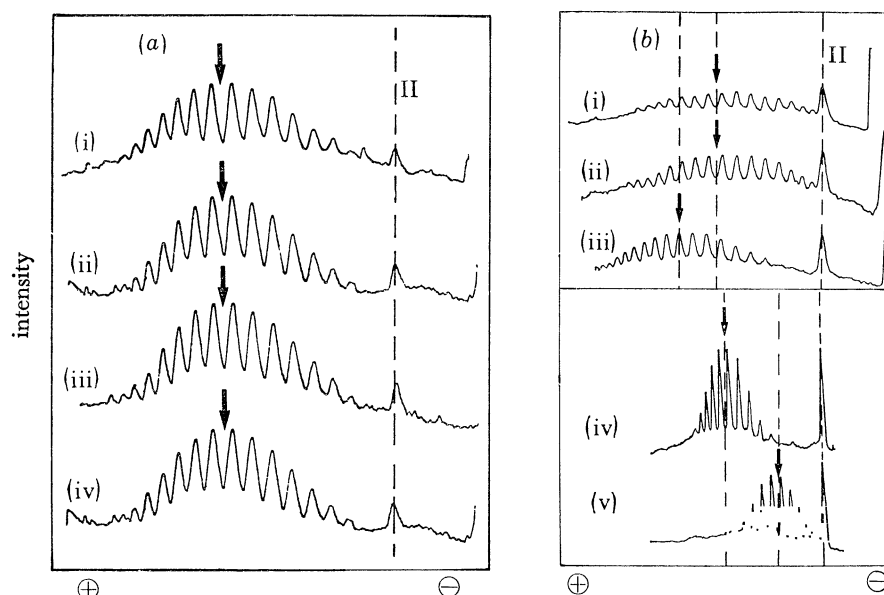 (a)
II
(i)
(ii)
(iii)
(iv)
intensity
⊕
⊖
(b)
II
(i)
(ii)
(iii)
(iv)
(v)
⊕
⊖